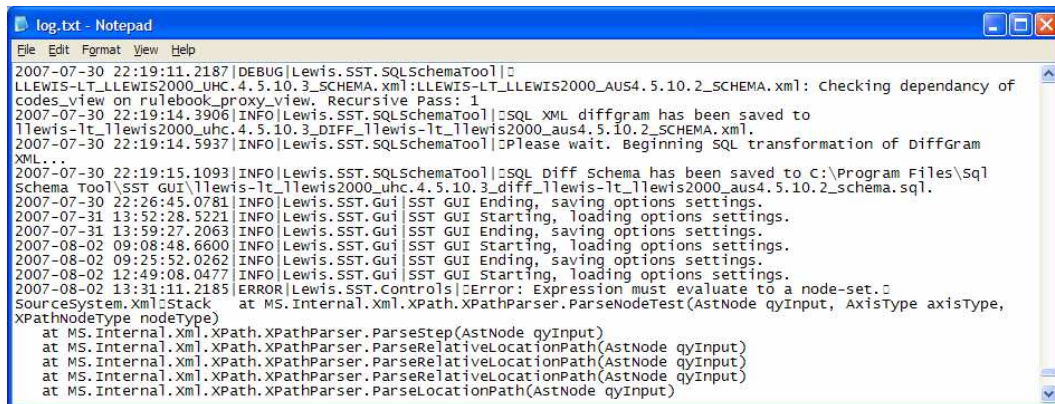 log.txt - Notepad
File Edit Format View Help
2007-07-30 22:19:11.2187|DEBUG|Lewis.SST.SQLSchemaTool|▯
LLEWIS-LT_LLEWIS2000_UHC.4.5.10.3_SCHEMA.xml:LLEWIS-LT_LLEWIS2000_AUS4.5.10.2_SCHEMA.xml: Checking dependancy of
codes_view on rulebook_proxy_view. Recursive Pass: 1
2007-07-30 22:19:14.3906|INFO|Lewis.SST.SQLSchemaTool|▯SQL XML diffgram has been saved to
llewis-lt_llewis2000_uhc.4.5.10.3_DIFF_llewis-lt_llewis2000_aus4.5.10.2_SCHEMA.xml.
2007-07-30 22:19:14.5937|INFO|Lewis.SST.SQLSchemaTool|▯Please wait. Beginning SQL transformation of DiffGram
XML...
2007-07-30 22:19:15.1093|INFO|Lewis.SST.SQLSchemaTool|▯SQL Diff Schema has been saved to C:\Program Files\Sql
Schema Tool\SST GUI\llewis-lt_llewis2000_uhc.4.5.10.3_diff_llewis-lt_llewis2000_aus4.5.10.2_schema.sql.
2007-07-30 22:26:45.0781|INFO|Lewis.SST.Gui|SST GUI Ending, saving options settings.
2007-07-31 13:52:28.5221|INFO|Lewis.SST.Gui|SST GUI Starting, loading options settings.
2007-07-31 13:59:27.2063|INFO|Lewis.SST.Gui|SST GUI Ending, saving options settings.
2007-08-02 09:08:48.6600|INFO|Lewis.SST.Gui|SST GUI Starting, loading options settings.
2007-08-02 09:25:52.0262|INFO|Lewis.SST.Gui|SST GUI Ending, saving options settings.
2007-08-02 12:49:08.0477|INFO|Lewis.SST.Gui|SST GUI Starting, loading options settings.
2007-08-02 13:31:11.2185|ERROR|Lewis.SST.Controls|▯Error: Expression must evaluate to a node-set.▯
SourceSystem.Xml▯Stack   at MS.Internal.Xml.XPath.XPathParser.ParseNodeTest(AstNode qyInput, AxisType axisType,
XPathNodeType nodeType)
   at MS.Internal.Xml.XPath.XPathParser.ParseStep(AstNode qyInput)
   at MS.Internal.Xml.XPath.XPathParser.ParseRelativeLocationPath(AstNode qyInput)
   at MS.Internal.Xml.XPath.XPathParser.ParseRelativeLocationPath(AstNode qyInput)
   at MS.Internal.Xml.XPath.XPathParser.ParseRelativeLocationPath(AstNode qyInput)
   at MS.Internal.Xml.XPath.XPathParser.ParseLocationPath(AstNode qyInput)